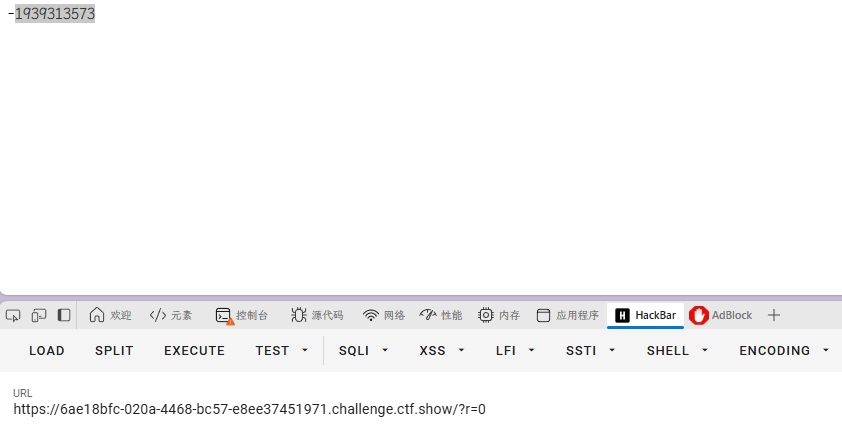 -1939313573
欢迎 元素 控制台 源代码 网络 性能 内存 应用程序 H HackBar AdBlock
LOAD SPLIT EXECUTE TEST SQLI XSS LFI SSTI SHELL ENCODING
URL
https://6ae18bfc-020a-4468-bc57-e8ee37451971.challenge.ctf.show/?r=0